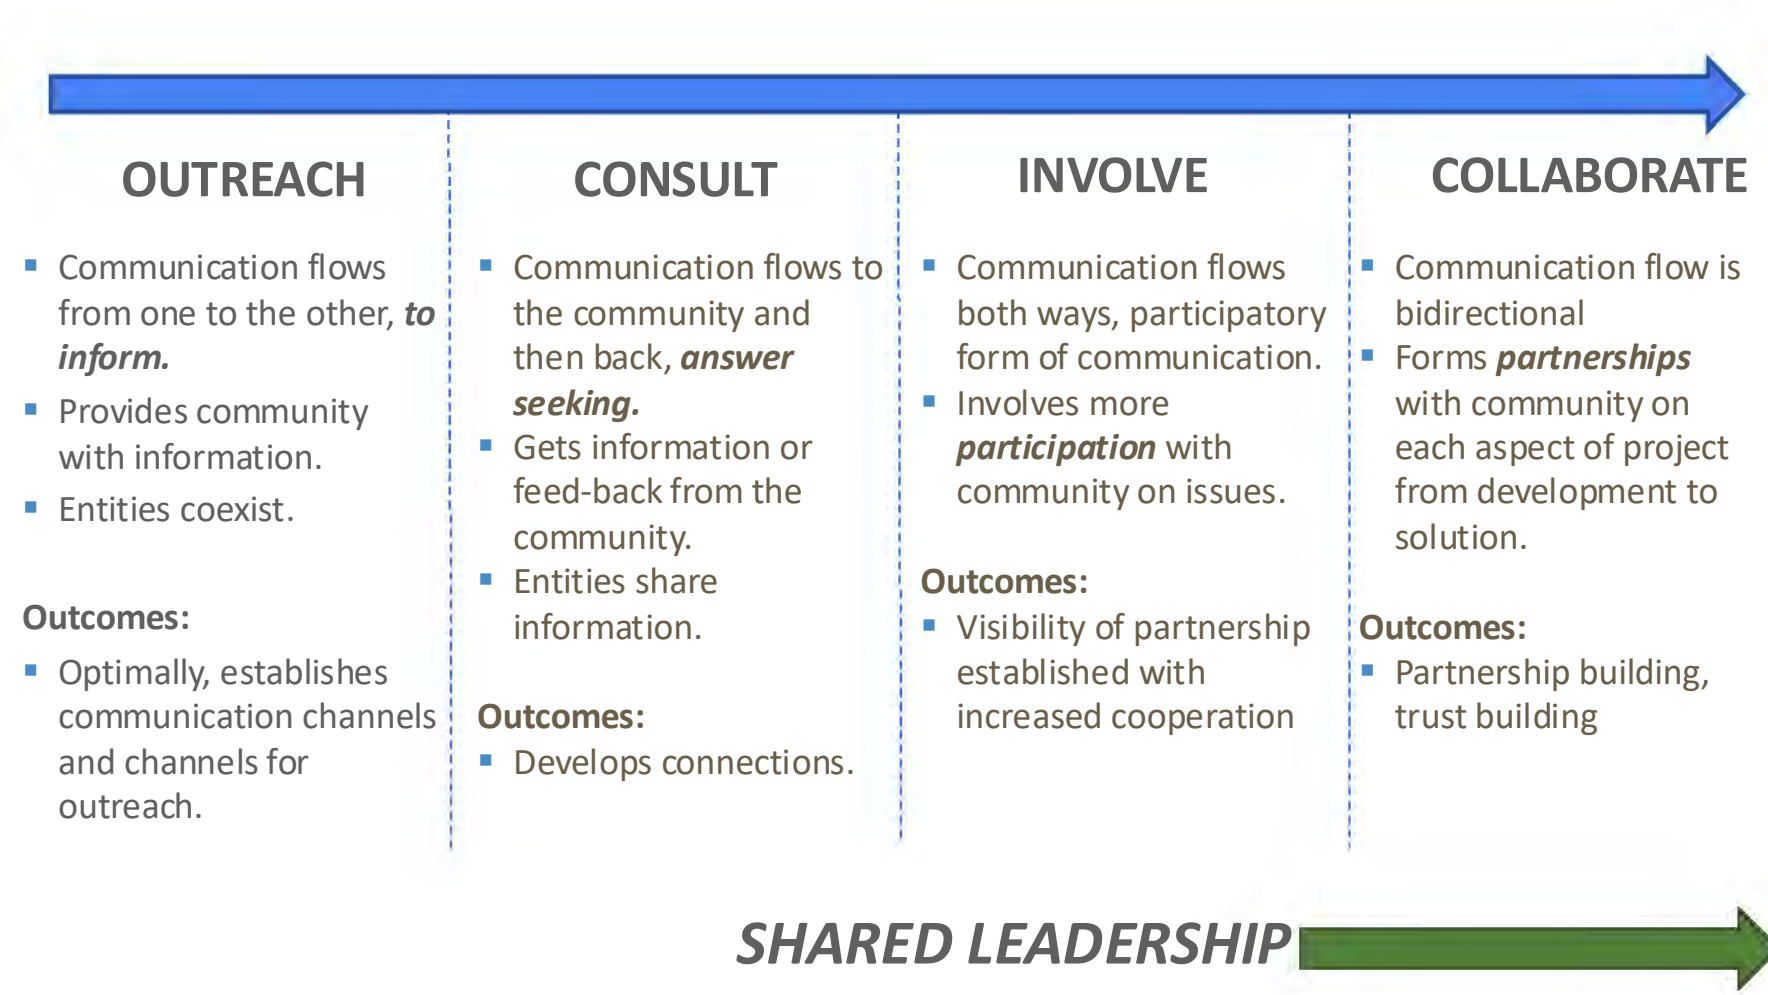 OUTREACH
Communication flows
from one to the other, to
inform.
Provides community
with information.
Entities coexist.
Outcomes:
Optimally, establishes
communication channels
and channels for
outreach.
CONSULT
Communication flows to
the community and
then back, answer
seeking.
Gets information or
feed-back from the
community.
Entities share
information.
Outcomes:
Develops connections.
INVOLVE
Communication flows
both ways, participatory
form of communication.
Involves more
participation with
community on issues.
Outcomes:
Visibility of partnership
established with
increased cooperation
COLLABORATE
Communication flow is
bidirectional
Forms partnerships
with community on
each aspect of project
from development to
solution.
Outcomes:
Partnership building,
trust building
SHARED LEADERSHIP